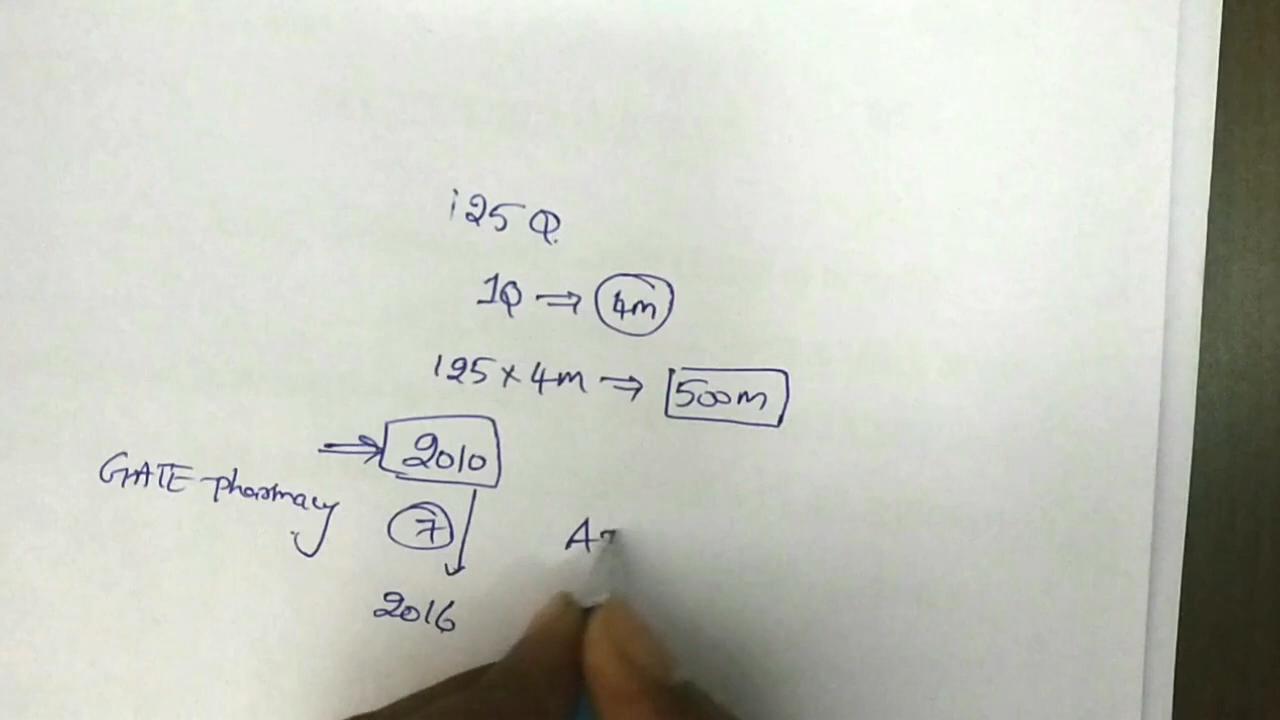 125 Q.
1Q ⇒ 4m
125 × 4m ⇒ 500m
⇒ 2010
GATE-pharmacy
7
2016